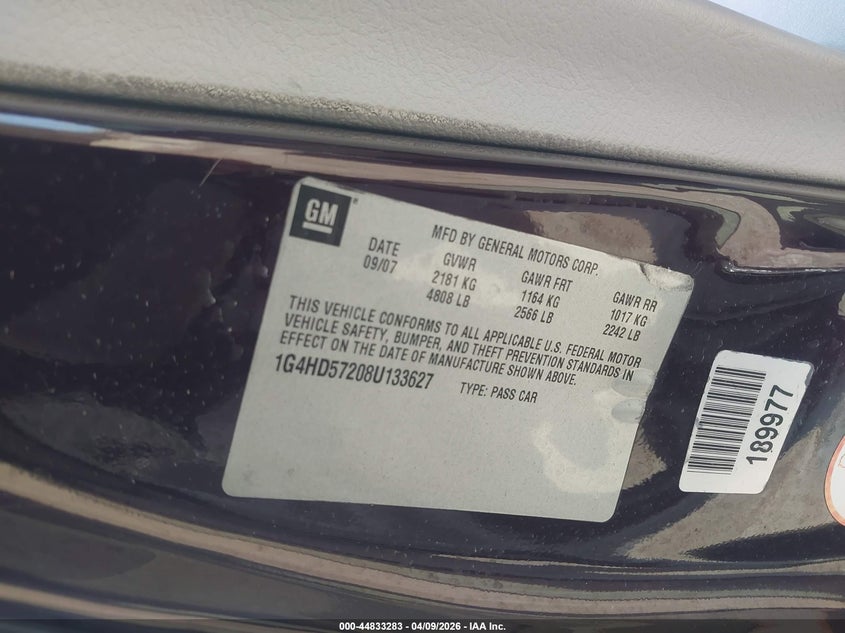 GM
MFD BY GENERAL MOTORS CORP.
DATE GVWR GAWR FRT GAWR RR
09/07 2181 KG 1164 KG 1017 KG
4808 LB 2566 LB 2242 LB
THIS VEHICLE CONFORMS TO ALL APPLICABLE U.S. FEDERAL MOTOR
VEHICLE SAFETY, BUMPER, AND THEFT PREVENTION STANDARDS IN
EFFECT ON THE DATE OF MANUFACTURE SHOWN ABOVE.
1G4HD57208U133627 TYPE: PASS CAR
189977
000-44833283 - 04/09/2026 - IAA Inc.